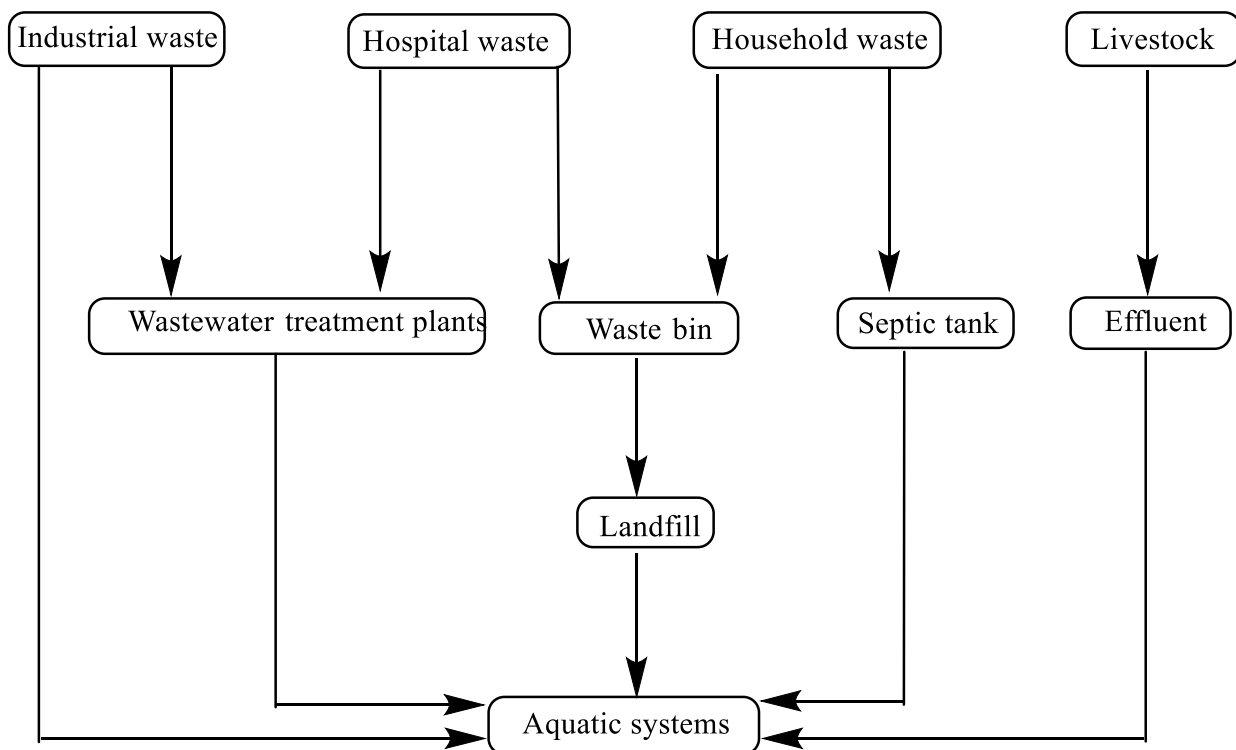 Industrial waste
Hospital waste
Household waste
Livestock
Wastewater treatment plants
Waste bin
Septic tank
Effluent
Landfill
Aquatic systems